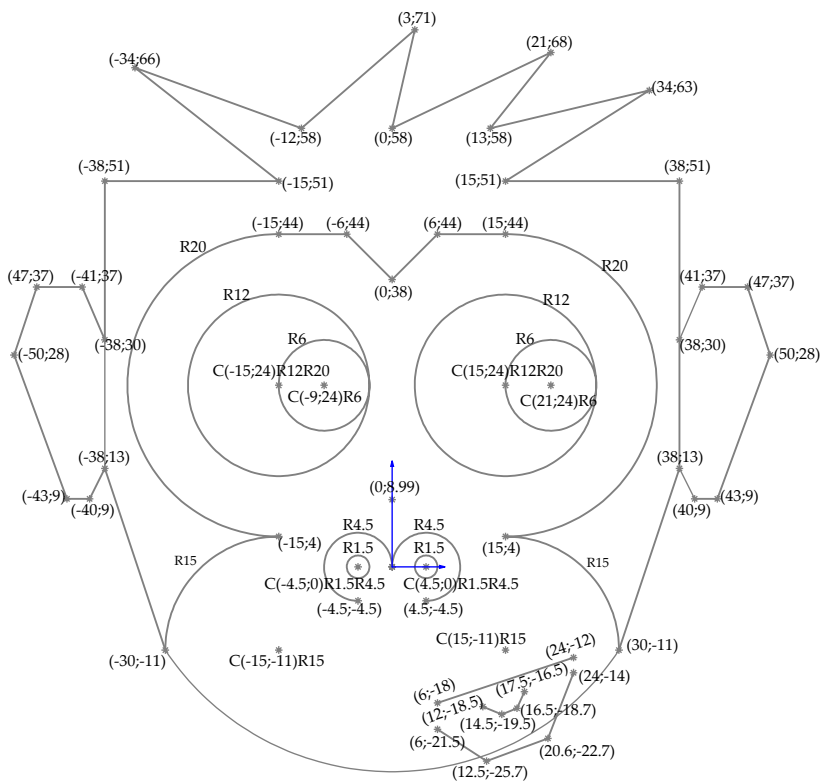 (3;71)
(21;68)
(-34;66)
(34;63)
(-12;58)
(0;58)
(13;58)
(-38;51)
(-15;51)
(15;51)
(38;51)
(-15;44)
(-6;44)
(6;44)
(15;44)
R20
R20
(0;38)
(47;37)
(-41;37)
(41;37)
(47;37)
R12
R12
R6
R6
(-38;30)
(38;30)
(-50;28)
(50;28)
C(-15;24)R12R20
C(15;24)R12R20
C(-9;24)R6
C(21;24)R6
(-38;13)
(38;13)
(-43;9)
(-40;9)
(0;8.99)
(40;9)
(43;9)
R4.5
R4.5
(-15;4)
R1.5
R1.5
(15;4)
R15
R15
C(-4.5;0)R1.5R4.5
C(4.5;0)R1.5R4.5
(-4.5;-4.5)
(4.5;-4.5)
(-30;-11)
C(-15;-11)R15
C(15;-11)R15
(30;-11)
(24;-12)
(24;-14)
(17.5;-16.5)
(6;-18)
(12;-18.5)
(16.5;-18.7)
(14.5;-19.5)
(6;-21.5)
(20.6;-22.7)
(12.5;-25.7)